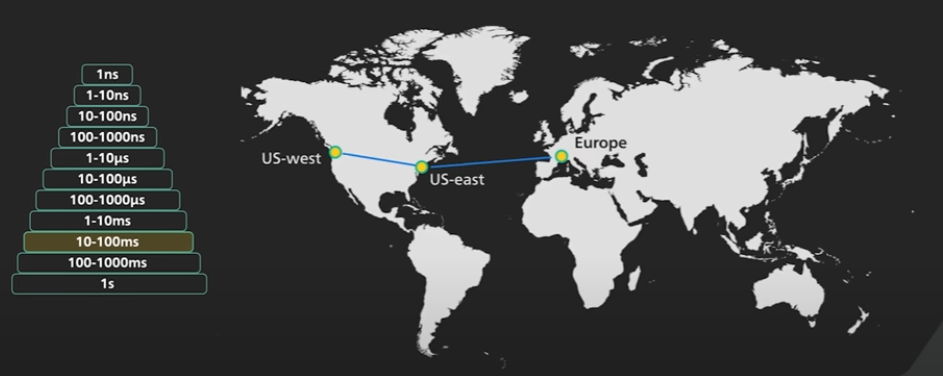 1ns
1-10ns
10-100ns
100-1000ns
1-10µs
10-100µs
100-1000µs
1-10ms
10-100ms
100-1000ms
1s
US-west
US-east
Europe